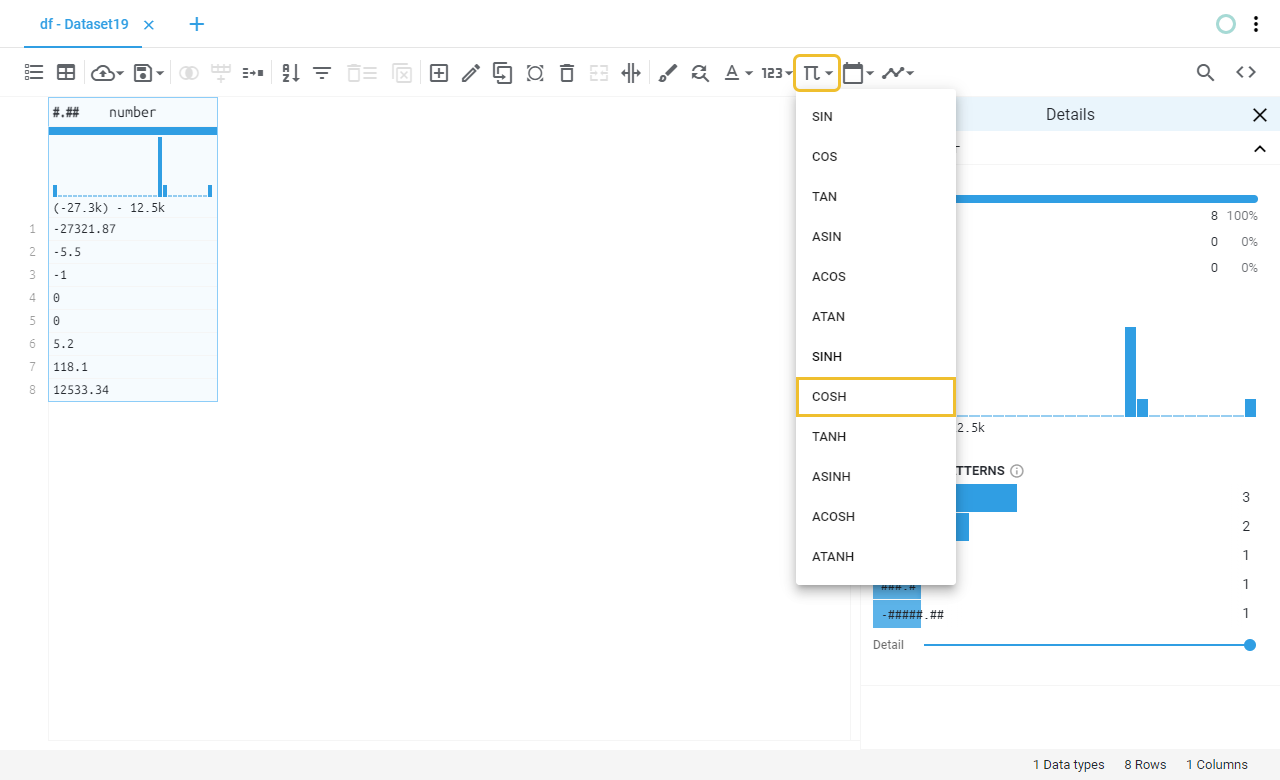 df - Dataset19
123
#.## number
(-27.3k) - 12.5k
1 -27321.87
2 -5.5
3 -1
4 0
5 0
6 5.2
7 118.1
8 12533.34
SIN
COS
TAN
ASIN
ACOS
ATAN
SINH
COSH
TANH
ASINH
ACOSH
ATANH
Details
8 100%
0 0%
0 0%
2.5k
TTERNS
3
2
1
###.# 1
-#####.## 1
Detail
1 Data types 8 Rows 1 Columns